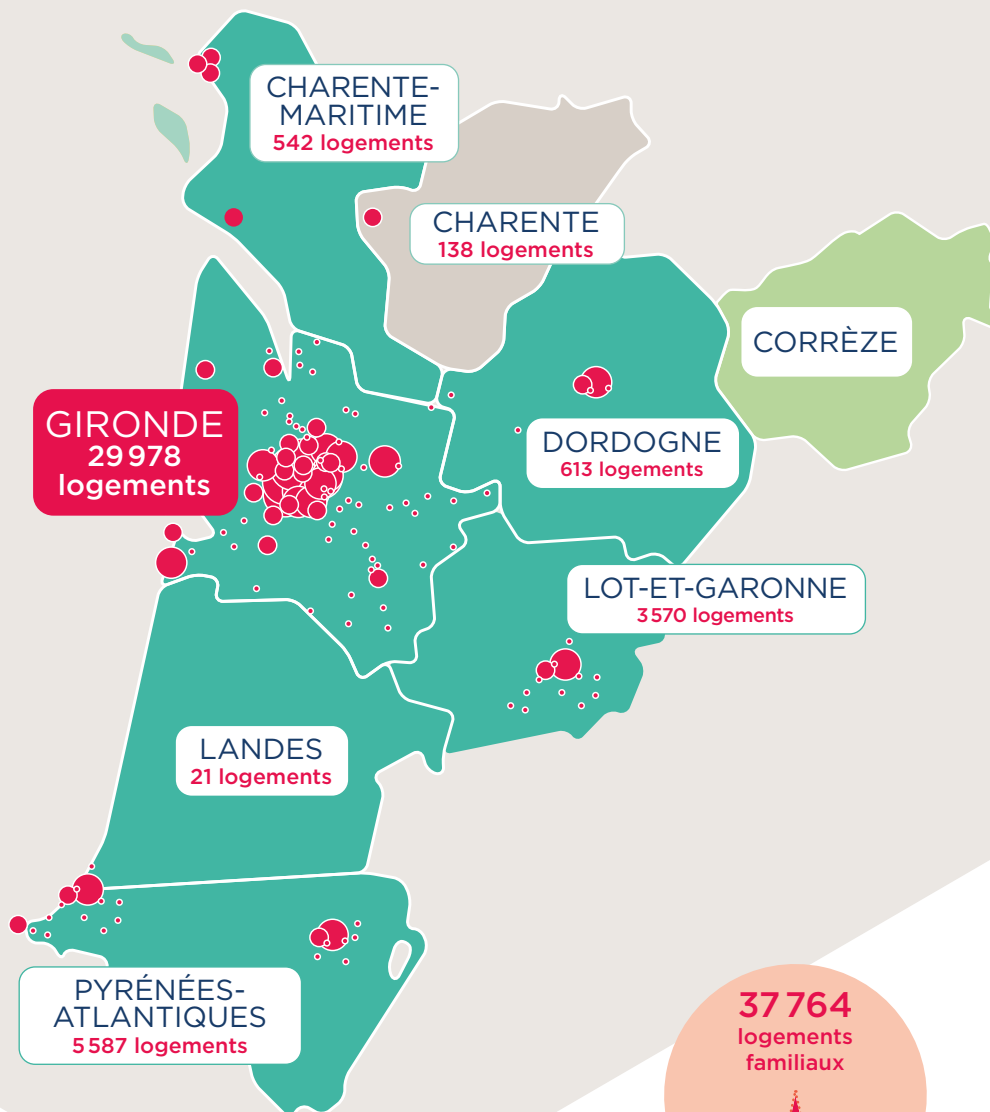 CHARENTE-
MARITIME
542 logements
CHARENTE
138 logements
CORRÈZE
GIRONDE
29 978
logements
DORDOGNE
613 logements
LOT-ET-GARONNE
3 570 logements
LANDES
21 logements
PYRÉNÉES-
ATLANTIQUES
5 587 logements
37 764
logements
familiaux